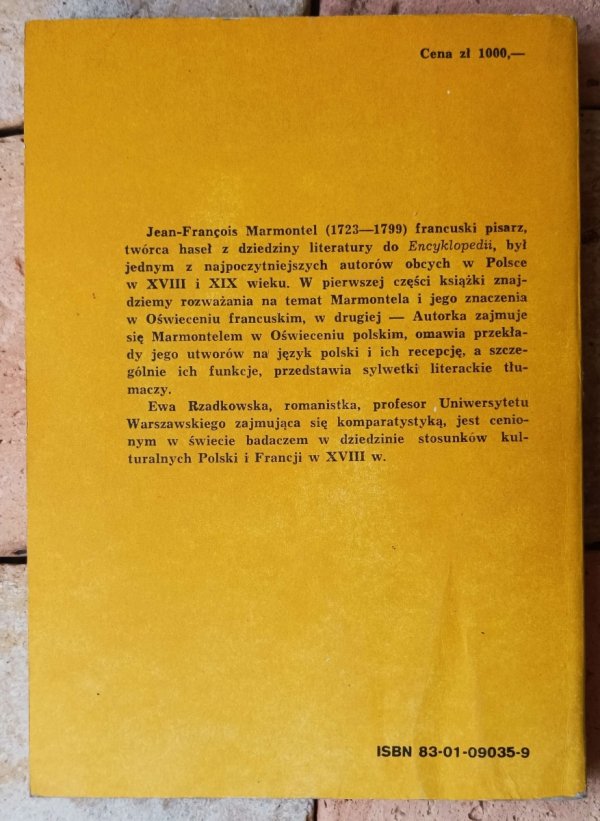 Cena zł 1000,—
Jean-François Marmontel (1723—1799) francuski pisarz,
twórca haseł z dziedziny literatury do Encyklopedii, był
jednym z najpoczytniejszych autorów obcych w Polsce
w XVIII i XIX wieku. W pierwszej części książki znaj-
dziemy rozważania na temat Marmontela i jego znaczenia
w Oświeceniu francuskim, w drugiej — Autorka zajmuje
się Marmontelem w Oświeceniu polskim, omawia przekła-
dy jego utworów na język polski i ich recepcję, a szcze-
gólnie ich funkcje, przedstawia sylwetki literackie tłu-
maczy.
Ewa Rzadkowska, romanistka, profesor Uniwersytetu
Warszawskiego zajmująca się komparatystyką, jest cenio-
nym w świecie badaczem w dziedzinie stosunków kul-
turalnych Polski i Francji w XVIII w.
ISBN 83-01-09035-9